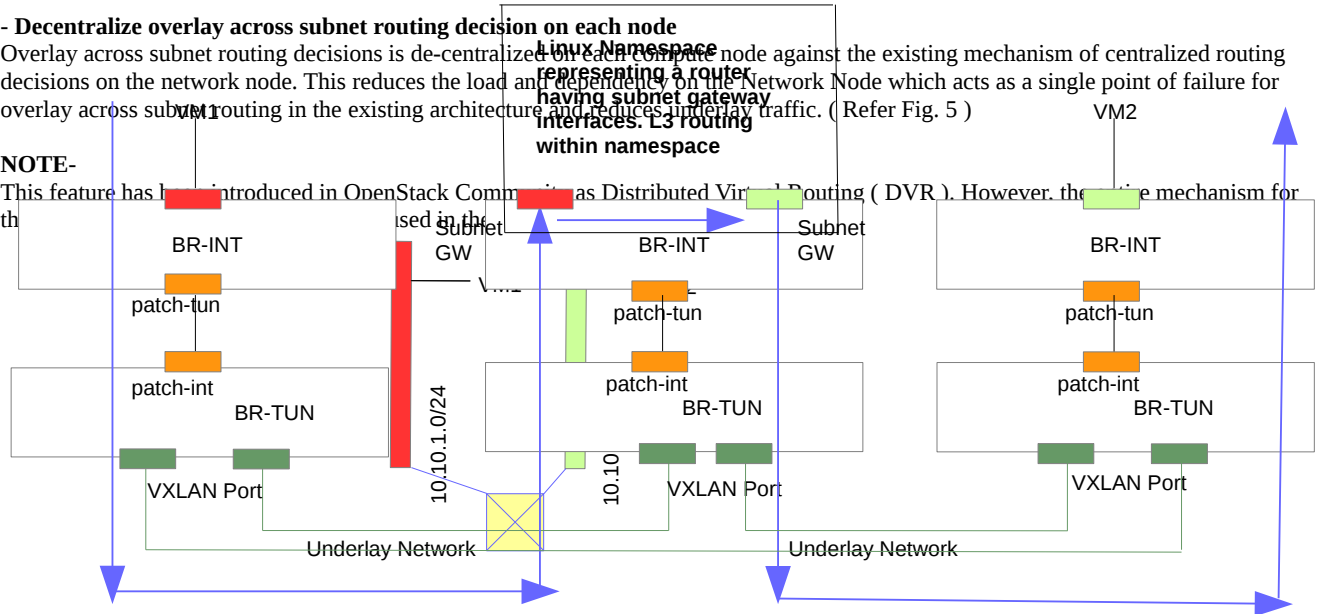 - Decentralize overlay across subnet routing decision on each node
Overlay across subnet routing decisions is de-centralized on each compute node against the existing mechanism of centralized routing
decisions on the network node. This reduces the load and dependency on the Network Node which acts as a single point of failure for
overlay across subnet routing in the existing architecture and reduces underlay traffic. ( Refer Fig. 5 )
Linux Namespace
representing a router
having subnet gateway
interfaces. L3 routing
within namespace
VM1
VM2
NOTE-
This feature has been introduced in OpenStack Community as Distributed Virtual Routing ( DVR ). However, the entire mechanism for
used in the
Subnet
GW
Subnet
GW
BR-INT
BR-INT
BR-INT
VM1
patch-tun
patch-tun
patch-tun
patch-int
patch-int
patch-int
BR-TUN
BR-TUN
BR-TUN
10.10.1.0/24
10.10
VXLAN Port
VXLAN Port
VXLAN Port
Underlay Network
Underlay Network